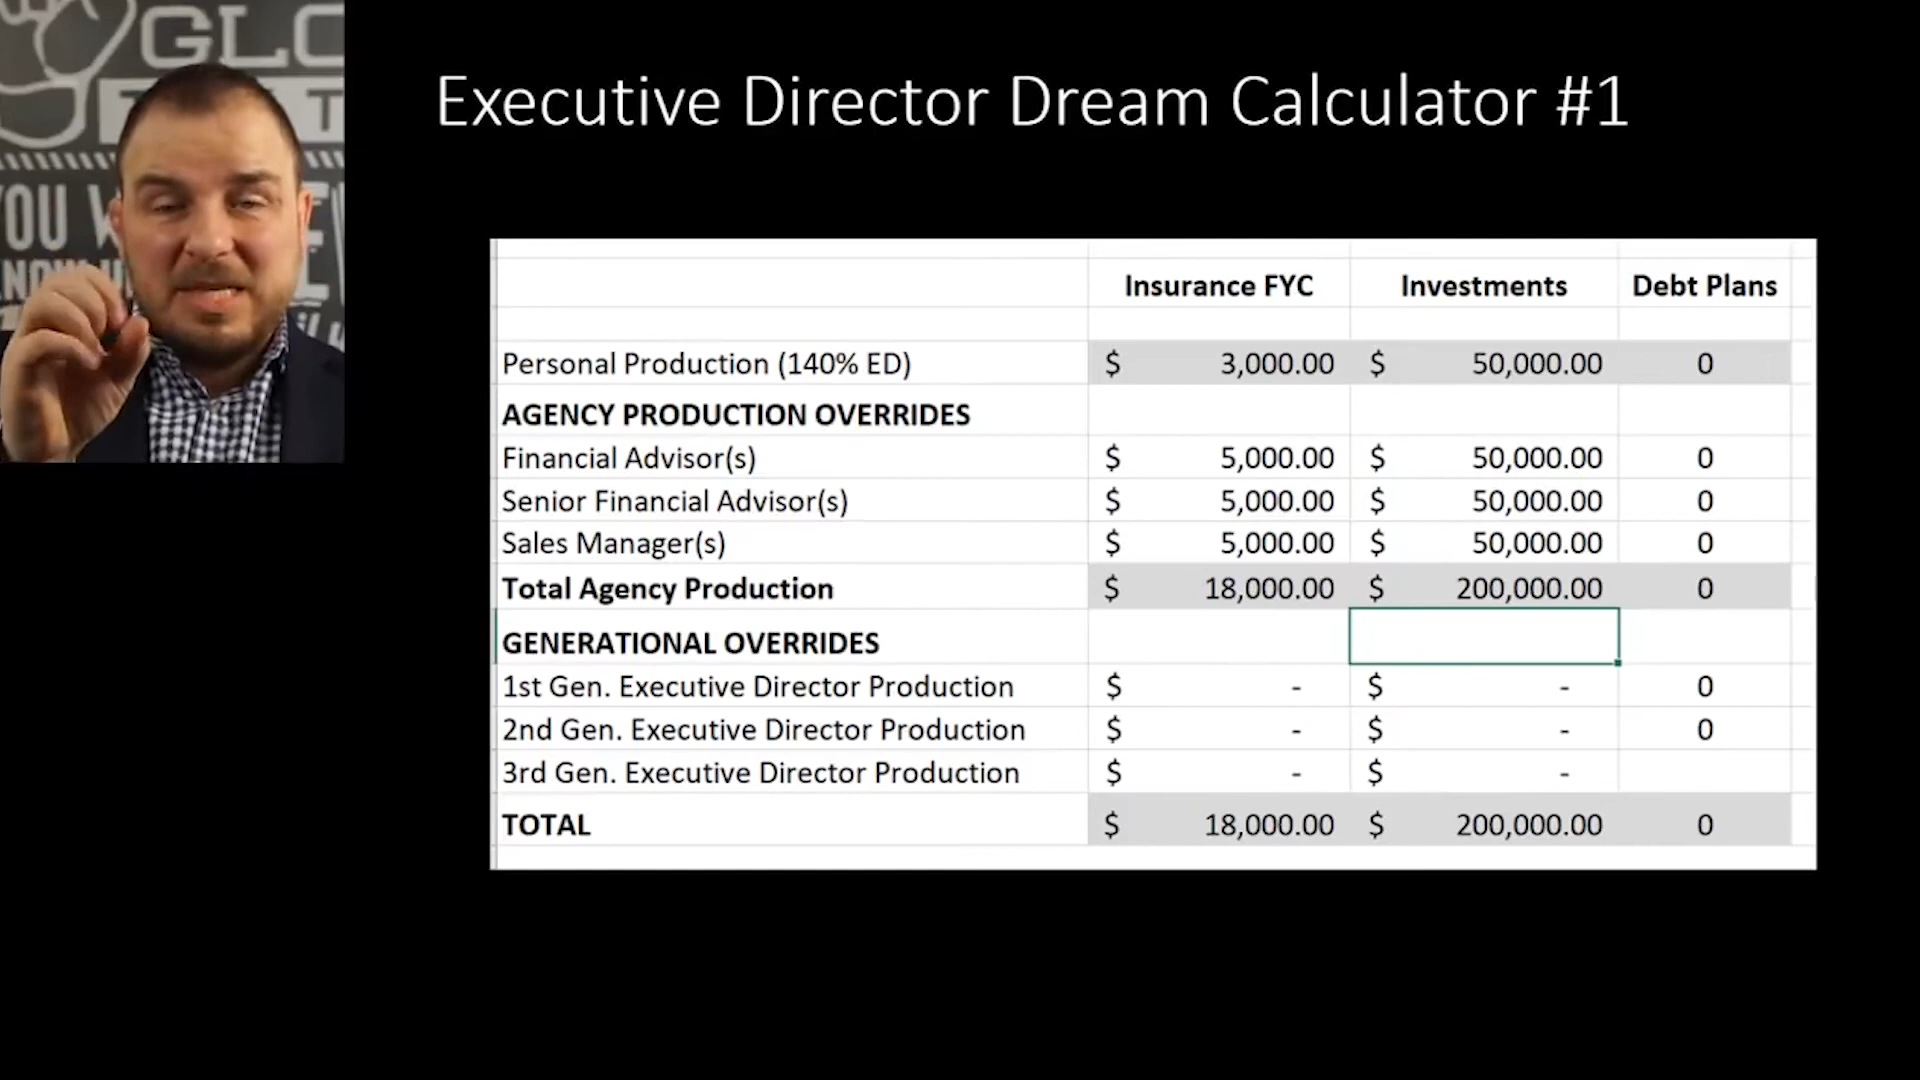 GLO
YOU W
Executive Director Dream Calculator #1
Insurance FYC Investments Debt Plans
Personal Production (140% ED) $ 3,000.00 $ 50,000.00 0
AGENCY PRODUCTION OVERRIDES
Financial Advisor(s) $ 5,000.00 $ 50,000.00 0
Senior Financial Advisor(s) $ 5,000.00 $ 50,000.00 0
Sales Manager(s) $ 5,000.00 $ 50,000.00 0
Total Agency Production $ 18,000.00 $ 200,000.00 0
GENERATIONAL OVERRIDES
1st Gen. Executive Director Production $ - $ - 0
2nd Gen. Executive Director Production $ - $ - 0
3rd Gen. Executive Director Production $ - $ -
TOTAL $ 18,000.00 $ 200,000.00 0